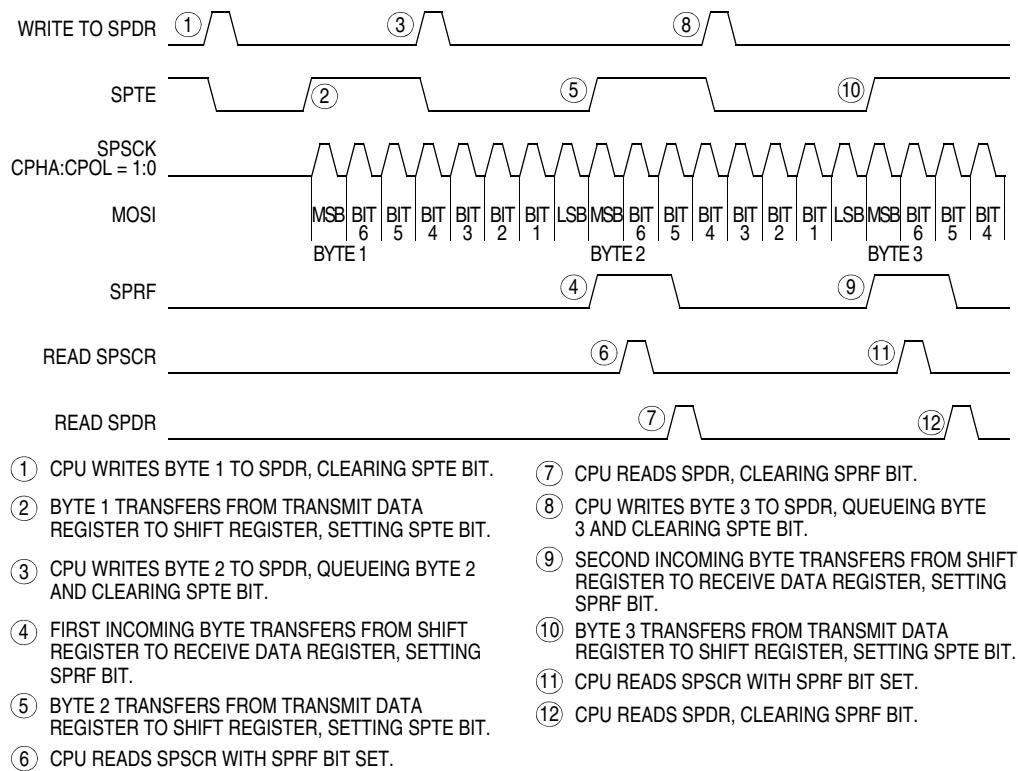 WRITE TO SPDR 1 3 8
SPTE 2 5 10
SPSCK
CPHA:CPOL = 1:0
MOSI MSB BIT 6 BIT 5 BIT 4 BIT 3 BIT 2 BIT 1 LSB MSB BIT 6 BIT 5 BIT 4 BIT 3 BIT 2 BIT 1 LSB MSB BIT 6 BIT 5 BIT 4
BYTE 1 BYTE 2 BYTE 3
SPRF 4 9
READ SPSCR 6 11
READ SPDR 7 12
1 CPU WRITES BYTE 1 TO SPDR, CLEARING SPTE BIT.
2 BYTE 1 TRANSFERS FROM TRANSMIT DATA
REGISTER TO SHIFT REGISTER, SETTING SPTE BIT.
3 CPU WRITES BYTE 2 TO SPDR, QUEUEING BYTE 2
AND CLEARING SPTE BIT.
4 FIRST INCOMING BYTE TRANSFERS FROM SHIFT
REGISTER TO RECEIVE DATA REGISTER, SETTING
SPRF BIT.
5 BYTE 2 TRANSFERS FROM TRANSMIT DATA
REGISTER TO SHIFT REGISTER, SETTING SPTE BIT.
6 CPU READS SPSCR WITH SPRF BIT SET.
7 CPU READS SPDR, CLEARING SPRF BIT.
8 CPU WRITES BYTE 3 TO SPDR, QUEUEING BYTE
3 AND CLEARING SPTE BIT.
9 SECOND INCOMING BYTE TRANSFERS FROM SHIFT
REGISTER TO RECEIVE DATA REGISTER, SETTING
SPRF BIT.
10 BYTE 3 TRANSFERS FROM TRANSMIT DATA
REGISTER TO SHIFT REGISTER, SETTING SPTE BIT.
11 CPU READS SPSCR WITH SPRF BIT SET.
12 CPU READS SPDR, CLEARING SPRF BIT.